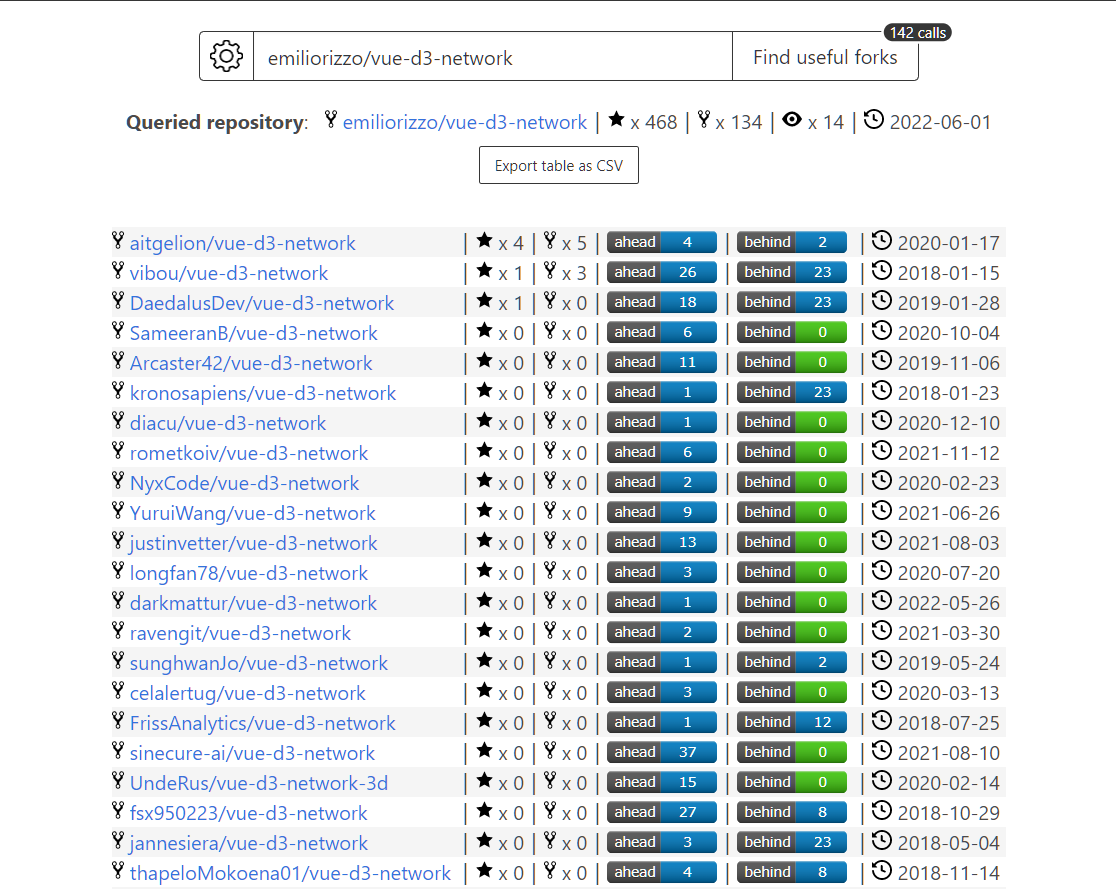 142 calls
emiliorizzo/vue-d3-network Find useful forks
Queried repository: emiliorizzo/vue-d3-network | x 468 | x 134 | x 14 | 2022-06-01
Export table as CSV
aitgelion/vue-d3-network | x 4 | x 5 | ahead 4 | behind 2 | 2020-01-17
vibou/vue-d3-network | x 1 | x 3 | ahead 26 | behind 23 | 2018-01-15
DaedalusDev/vue-d3-network | x 1 | x 0 | ahead 18 | behind 23 | 2019-01-28
SameeranB/vue-d3-network | x 0 | x 0 | ahead 6 | behind 0 | 2020-10-04
Arcaster42/vue-d3-network | x 0 | x 0 | ahead 11 | behind 0 | 2019-11-06
kronosapiens/vue-d3-network | x 0 | x 0 | ahead 1 | behind 23 | 2018-01-23
diacu/vue-d3-network | x 0 | x 0 | ahead 1 | behind 0 | 2020-12-10
rometkoiv/vue-d3-network | x 0 | x 0 | ahead 6 | behind 0 | 2021-11-12
NyxCode/vue-d3-network | x 0 | x 0 | ahead 2 | behind 0 | 2020-02-23
YuruiWang/vue-d3-network | x 0 | x 0 | ahead 9 | behind 0 | 2021-06-26
justinvetter/vue-d3-network | x 0 | x 0 | ahead 13 | behind 0 | 2021-08-03
longfan78/vue-d3-network | x 0 | x 0 | ahead 3 | behind 0 | 2020-07-20
darkmattur/vue-d3-network | x 0 | x 0 | ahead 1 | behind 0 | 2022-05-26
ravengit/vue-d3-network | x 0 | x 0 | ahead 2 | behind 0 | 2021-03-30
sunghwanJo/vue-d3-network | x 0 | x 0 | ahead 1 | behind 2 | 2019-05-24
celalertug/vue-d3-network | x 0 | x 0 | ahead 3 | behind 0 | 2020-03-13
FrissAnalytics/vue-d3-network | x 0 | x 0 | ahead 1 | behind 12 | 2018-07-25
sinecure-ai/vue-d3-network | x 0 | x 0 | ahead 37 | behind 0 | 2021-08-10
UndeRus/vue-d3-network-3d | x 0 | x 0 | ahead 15 | behind 0 | 2020-02-14
fsx950223/vue-d3-network | x 0 | x 0 | ahead 27 | behind 8 | 2018-10-29
jannesiera/vue-d3-network | x 0 | x 0 | ahead 3 | behind 23 | 2018-05-04
thapeloMokoena01/vue-d3-network | x 0 | x 0 | ahead 4 | behind 8 | 2018-11-14